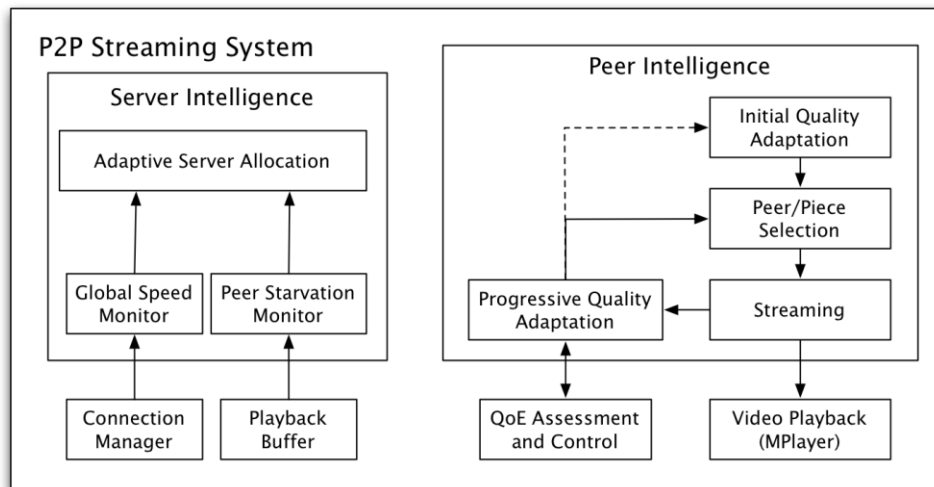 P2P Streaming System
Server Intelligence
Adaptive Server Allocation
Global Speed
Monitor
Peer Starvation
Monitor
Connection
Manager
Playback
Buffer
Peer Intelligence
Initial Quality
Adaptation
Peer/Piece
Selection
Progressive Quality
Adaptation
Streaming
QoE Assessment
and Control
Video Playback
(MPlayer)